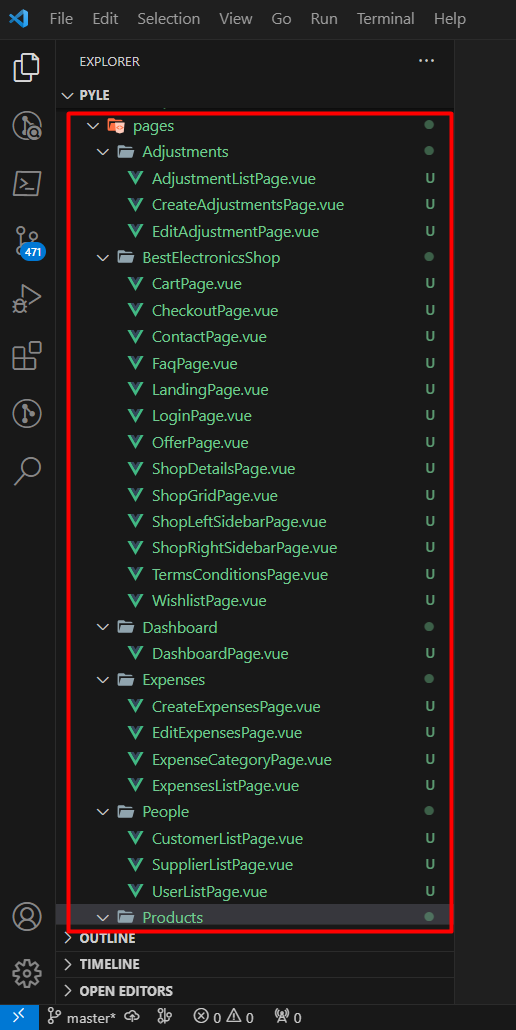 File Edit Selection View Go Run Terminal Help
EXPLORER
PYLE
pages
Adjustments
AdjustmentListPage.vue U
CreateAdjustmentsPage.vue U
EditAdjustmentPage.vue U
BestElectronicsShop
CartPage.vue U
CheckoutPage.vue U
ContactPage.vue U
FaqPage.vue U
LandingPage.vue U
LoginPage.vue U
OfferPage.vue U
ShopDetailsPage.vue U
ShopGridPage.vue U
ShopLeftSidebarPage.vue U
ShopRightSidebarPage.vue U
TermsConditionsPage.vue U
WishlistPage.vue U
Dashboard
DashboardPage.vue U
Expenses
CreateExpensesPage.vue U
EditExpensesPage.vue U
ExpenseCategoryPage.vue U
ExpensesListPage.vue U
People
CustomerListPage.vue U
SupplierListPage.vue U
UserListPage.vue U
Products
OUTLINE
TIMELINE
OPEN EDITORS
471
master* 0 0 0